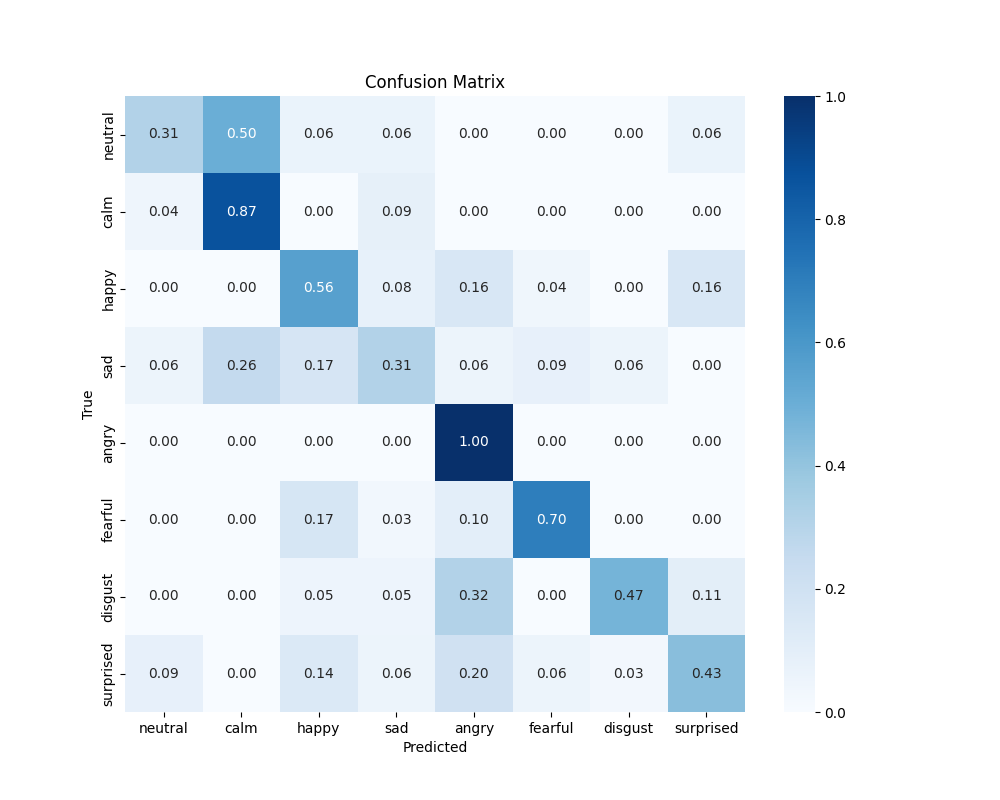 Confusion Matrix
neutral 0.31 0.50 0.06 0.06 0.00 0.00 0.00 0.06
calm 0.04 0.87 0.00 0.09 0.00 0.00 0.00 0.00
happy 0.00 0.00 0.56 0.08 0.16 0.04 0.00 0.16
sad 0.06 0.26 0.17 0.31 0.06 0.09 0.06 0.00
angry 0.00 0.00 0.00 0.00 1.00 0.00 0.00 0.00
fearful 0.00 0.00 0.17 0.03 0.10 0.70 0.00 0.00
disgust 0.00 0.00 0.05 0.05 0.32 0.00 0.47 0.11
surprised 0.09 0.00 0.14 0.06 0.20 0.06 0.03 0.43
True
neutral calm happy sad angry fearful disgust surprised
Predicted
1.0
0.8
0.6
0.4
0.2
0.0